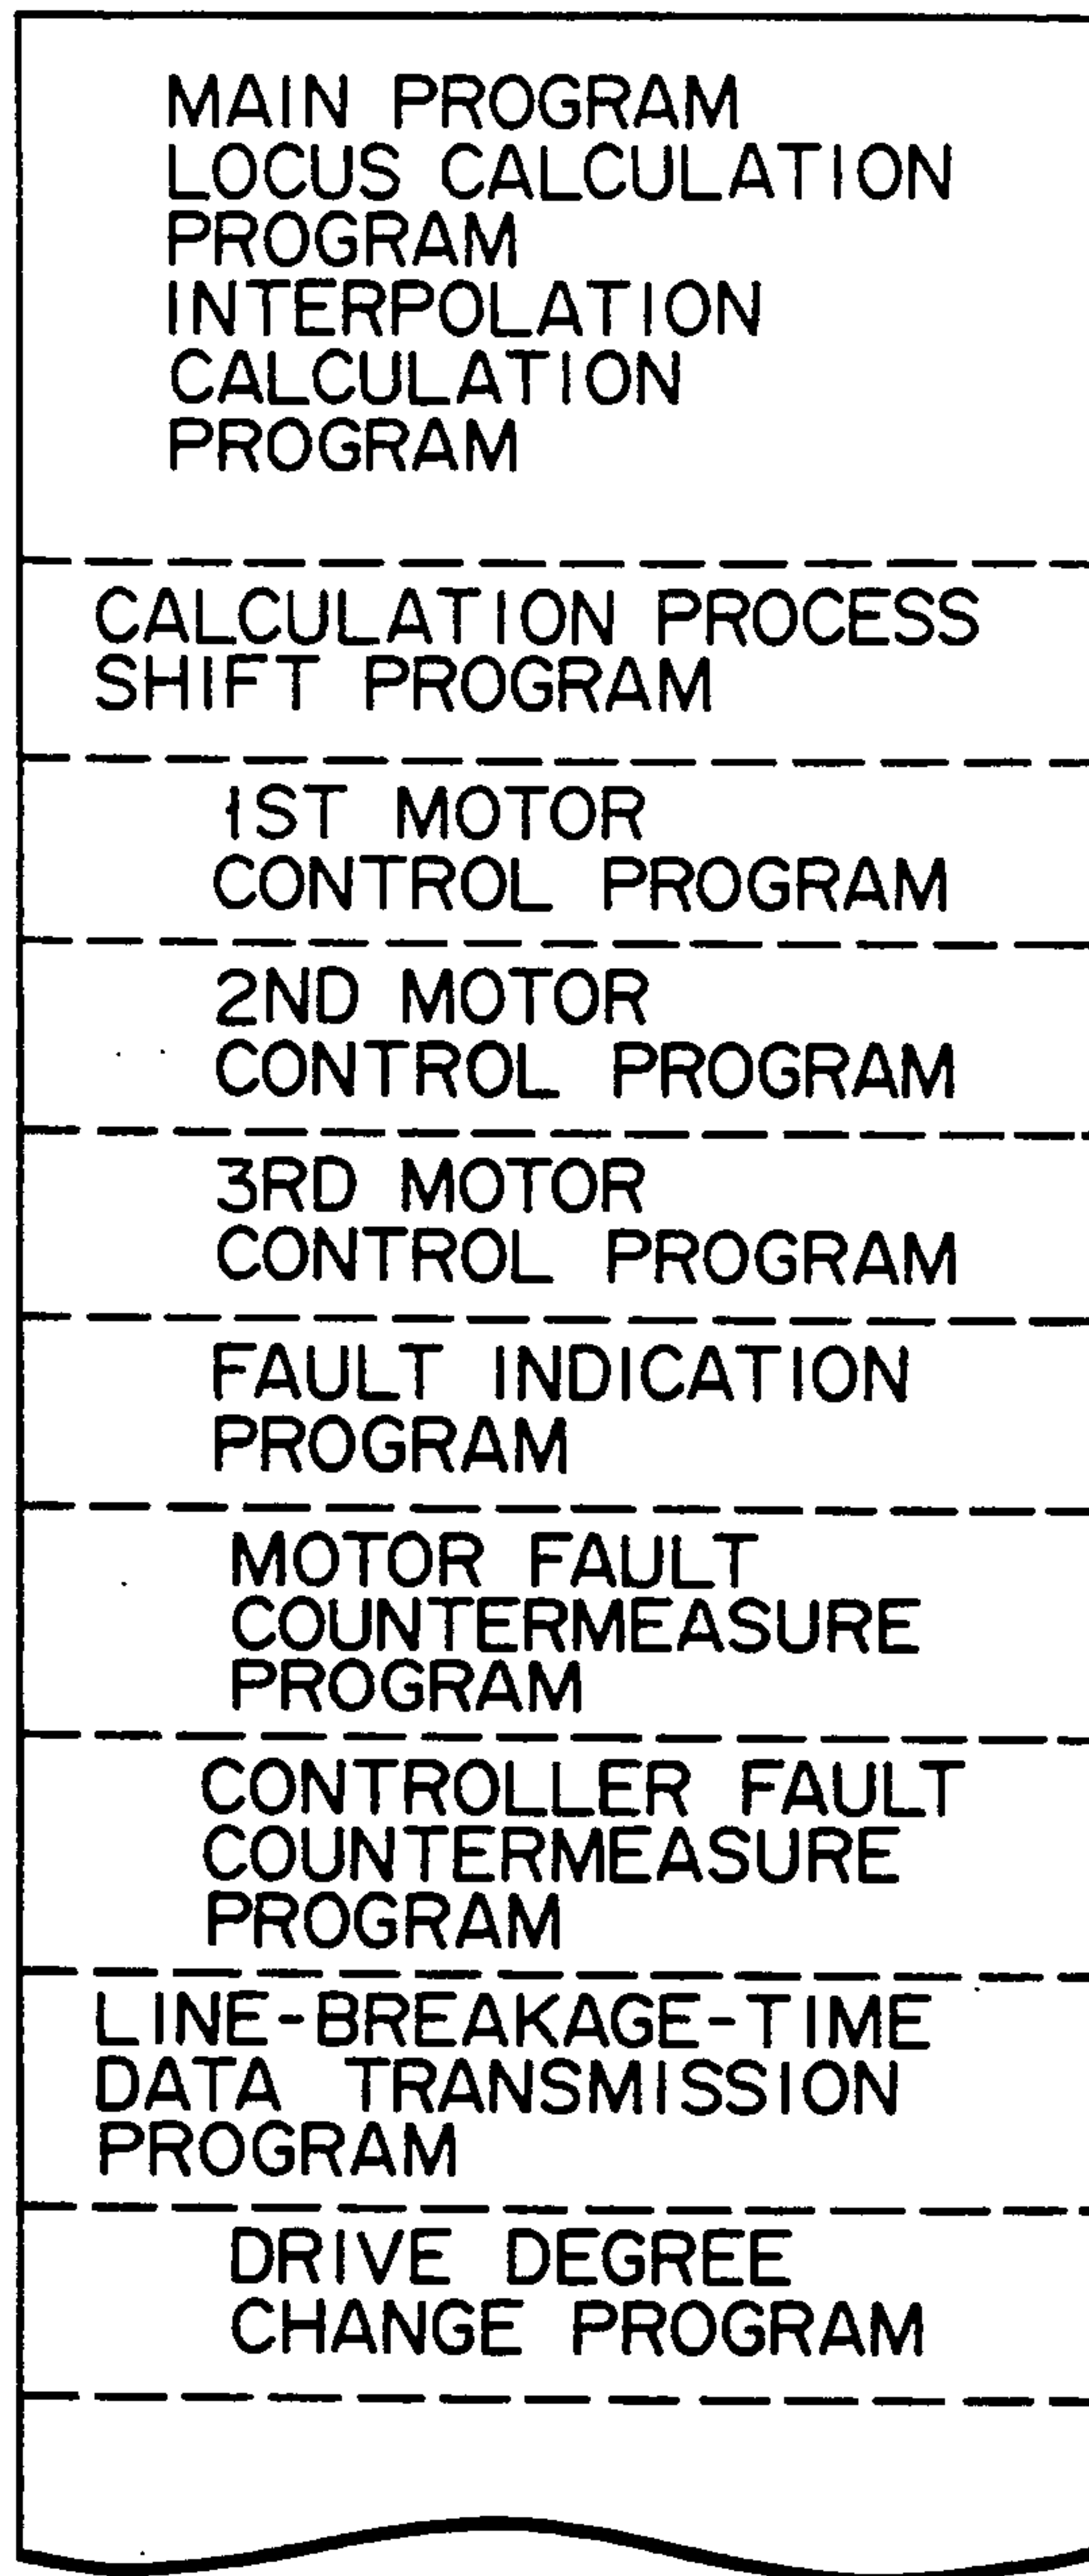 MAIN PROGRAM
LOCUS CALCULATION
PROGRAM
INTERPOLATION
CALCULATION
PROGRAM
CALCULATION PROCESS
SHIFT PROGRAM
1ST MOTOR
CONTROL PROGRAM
2ND MOTOR
CONTROL PROGRAM
3RD MOTOR
CONTROL PROGRAM
FAULT INDICATION
PROGRAM
MOTOR FAULT
COUNTERMEASURE
PROGRAM
CONTROLLER FAULT
COUNTERMEASURE
PROGRAM
LINE-BREAKAGE-TIME
DATA TRANSMISSION
PROGRAM
DRIVE DEGREE
CHANGE PROGRAM